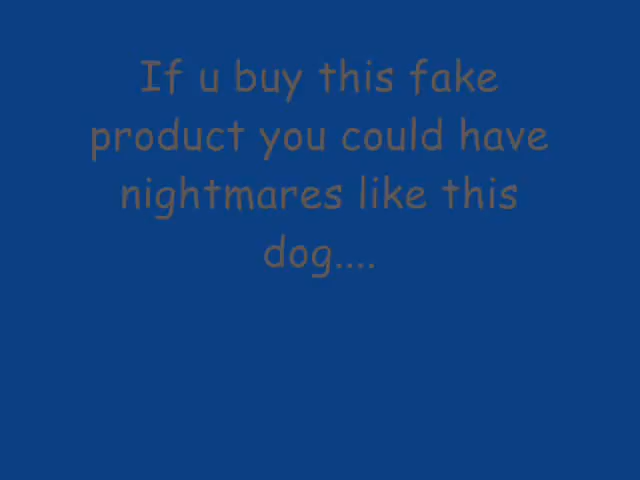 If u buy this fake
product you could have
nightmares like this
dog....